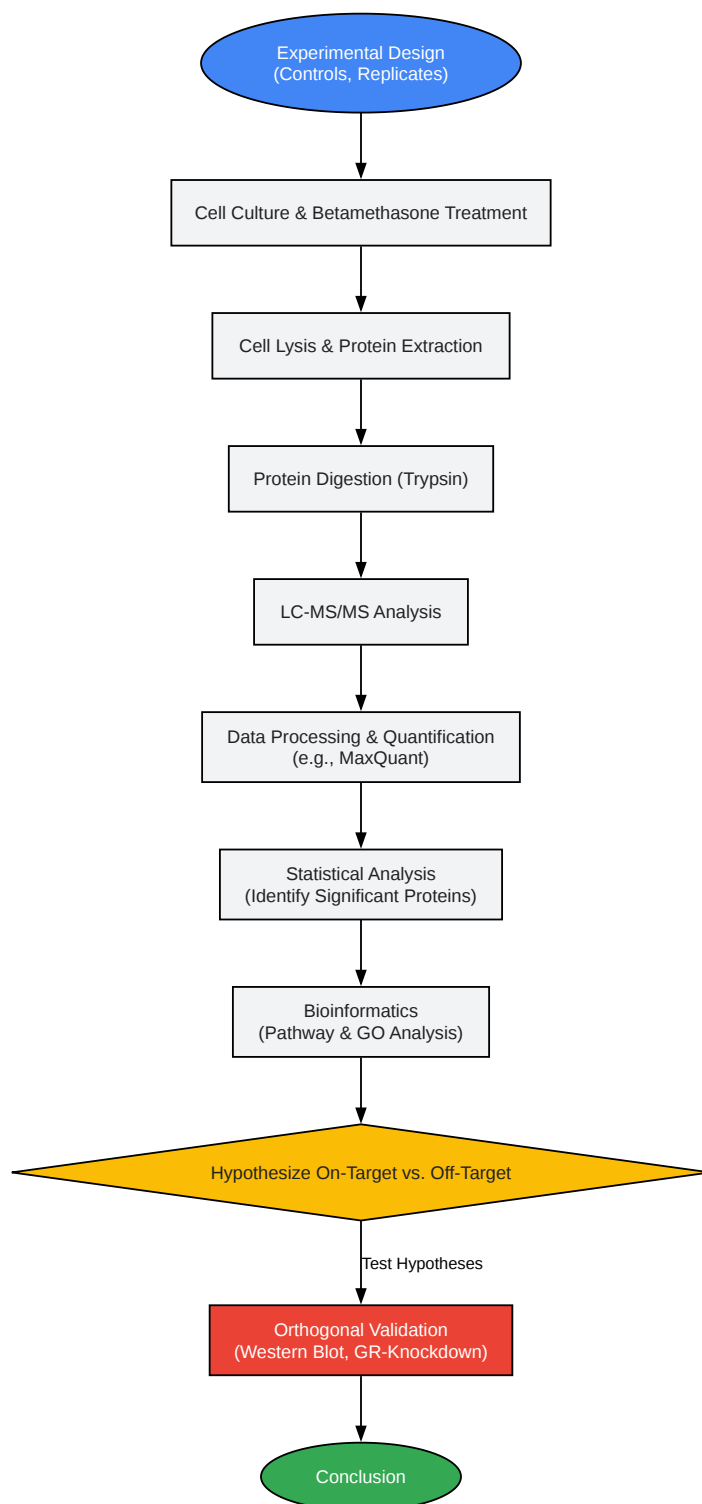 Experimental Design
(Controls, Replicates)
Cell Culture & Betamethasone Treatment
Cell Lysis & Protein Extraction
Protein Digestion (Trypsin)
LC-MS/MS Analysis
Data Processing & Quantification
(e.g., MaxQuant)
Statistical Analysis
(Identify Significant Proteins)
Bioinformatics
(Pathway & GO Analysis)
Hypothesize On-Target vs. Off-Target
Test Hypotheses
Orthogonal Validation
(Western Blot, GR-Knockdown)
Conclusion